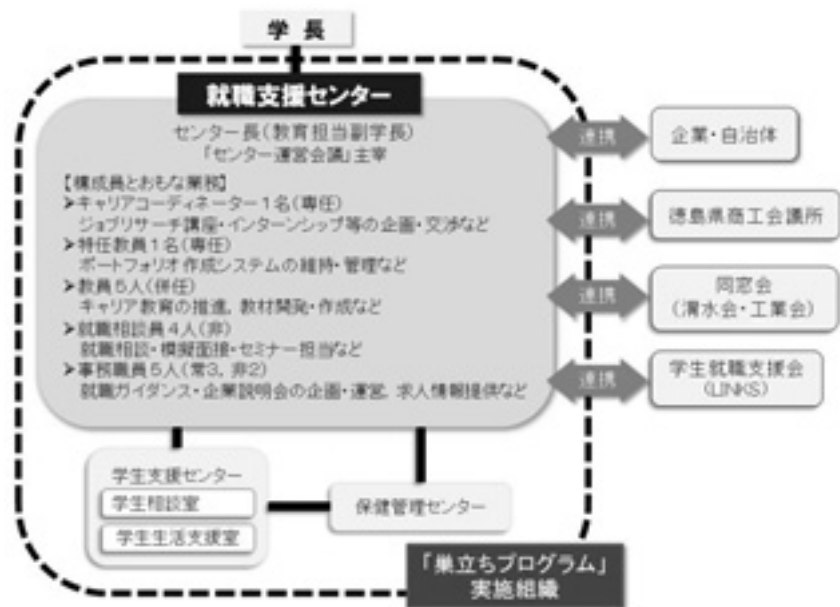 学長
就職支援センター
センター長(教育担当副学長)
「センター運営会議」主宰
【構成員とおもな業務】
➤キャリアコーディネーター1名(専任)
ジョブリサーチ講座・インターンシップ等の企画・交渉など
➤特任教員1名(専任)
ポートフォリオ作成システムの維持・管理など
➤教員5人(併任)
キャリア教育の推進，教材開発・作成など
➤就職相談員4人(非)
就職相談・模擬面接・セミナー担当など
➤事務職員5人(常3，非2)
就職ガイダンス・企業説明会の企画・運営，求人情報提供など
連携
企業・自治体
連携
徳島県商工会議所
連携
同窓会
(渭水会・工業会)
連携
学生就職支援会
(LINKS)
学生支援センター
学生相談室
学生生活支援室
保健管理センター
「巣立ちプログラム」
実施組織